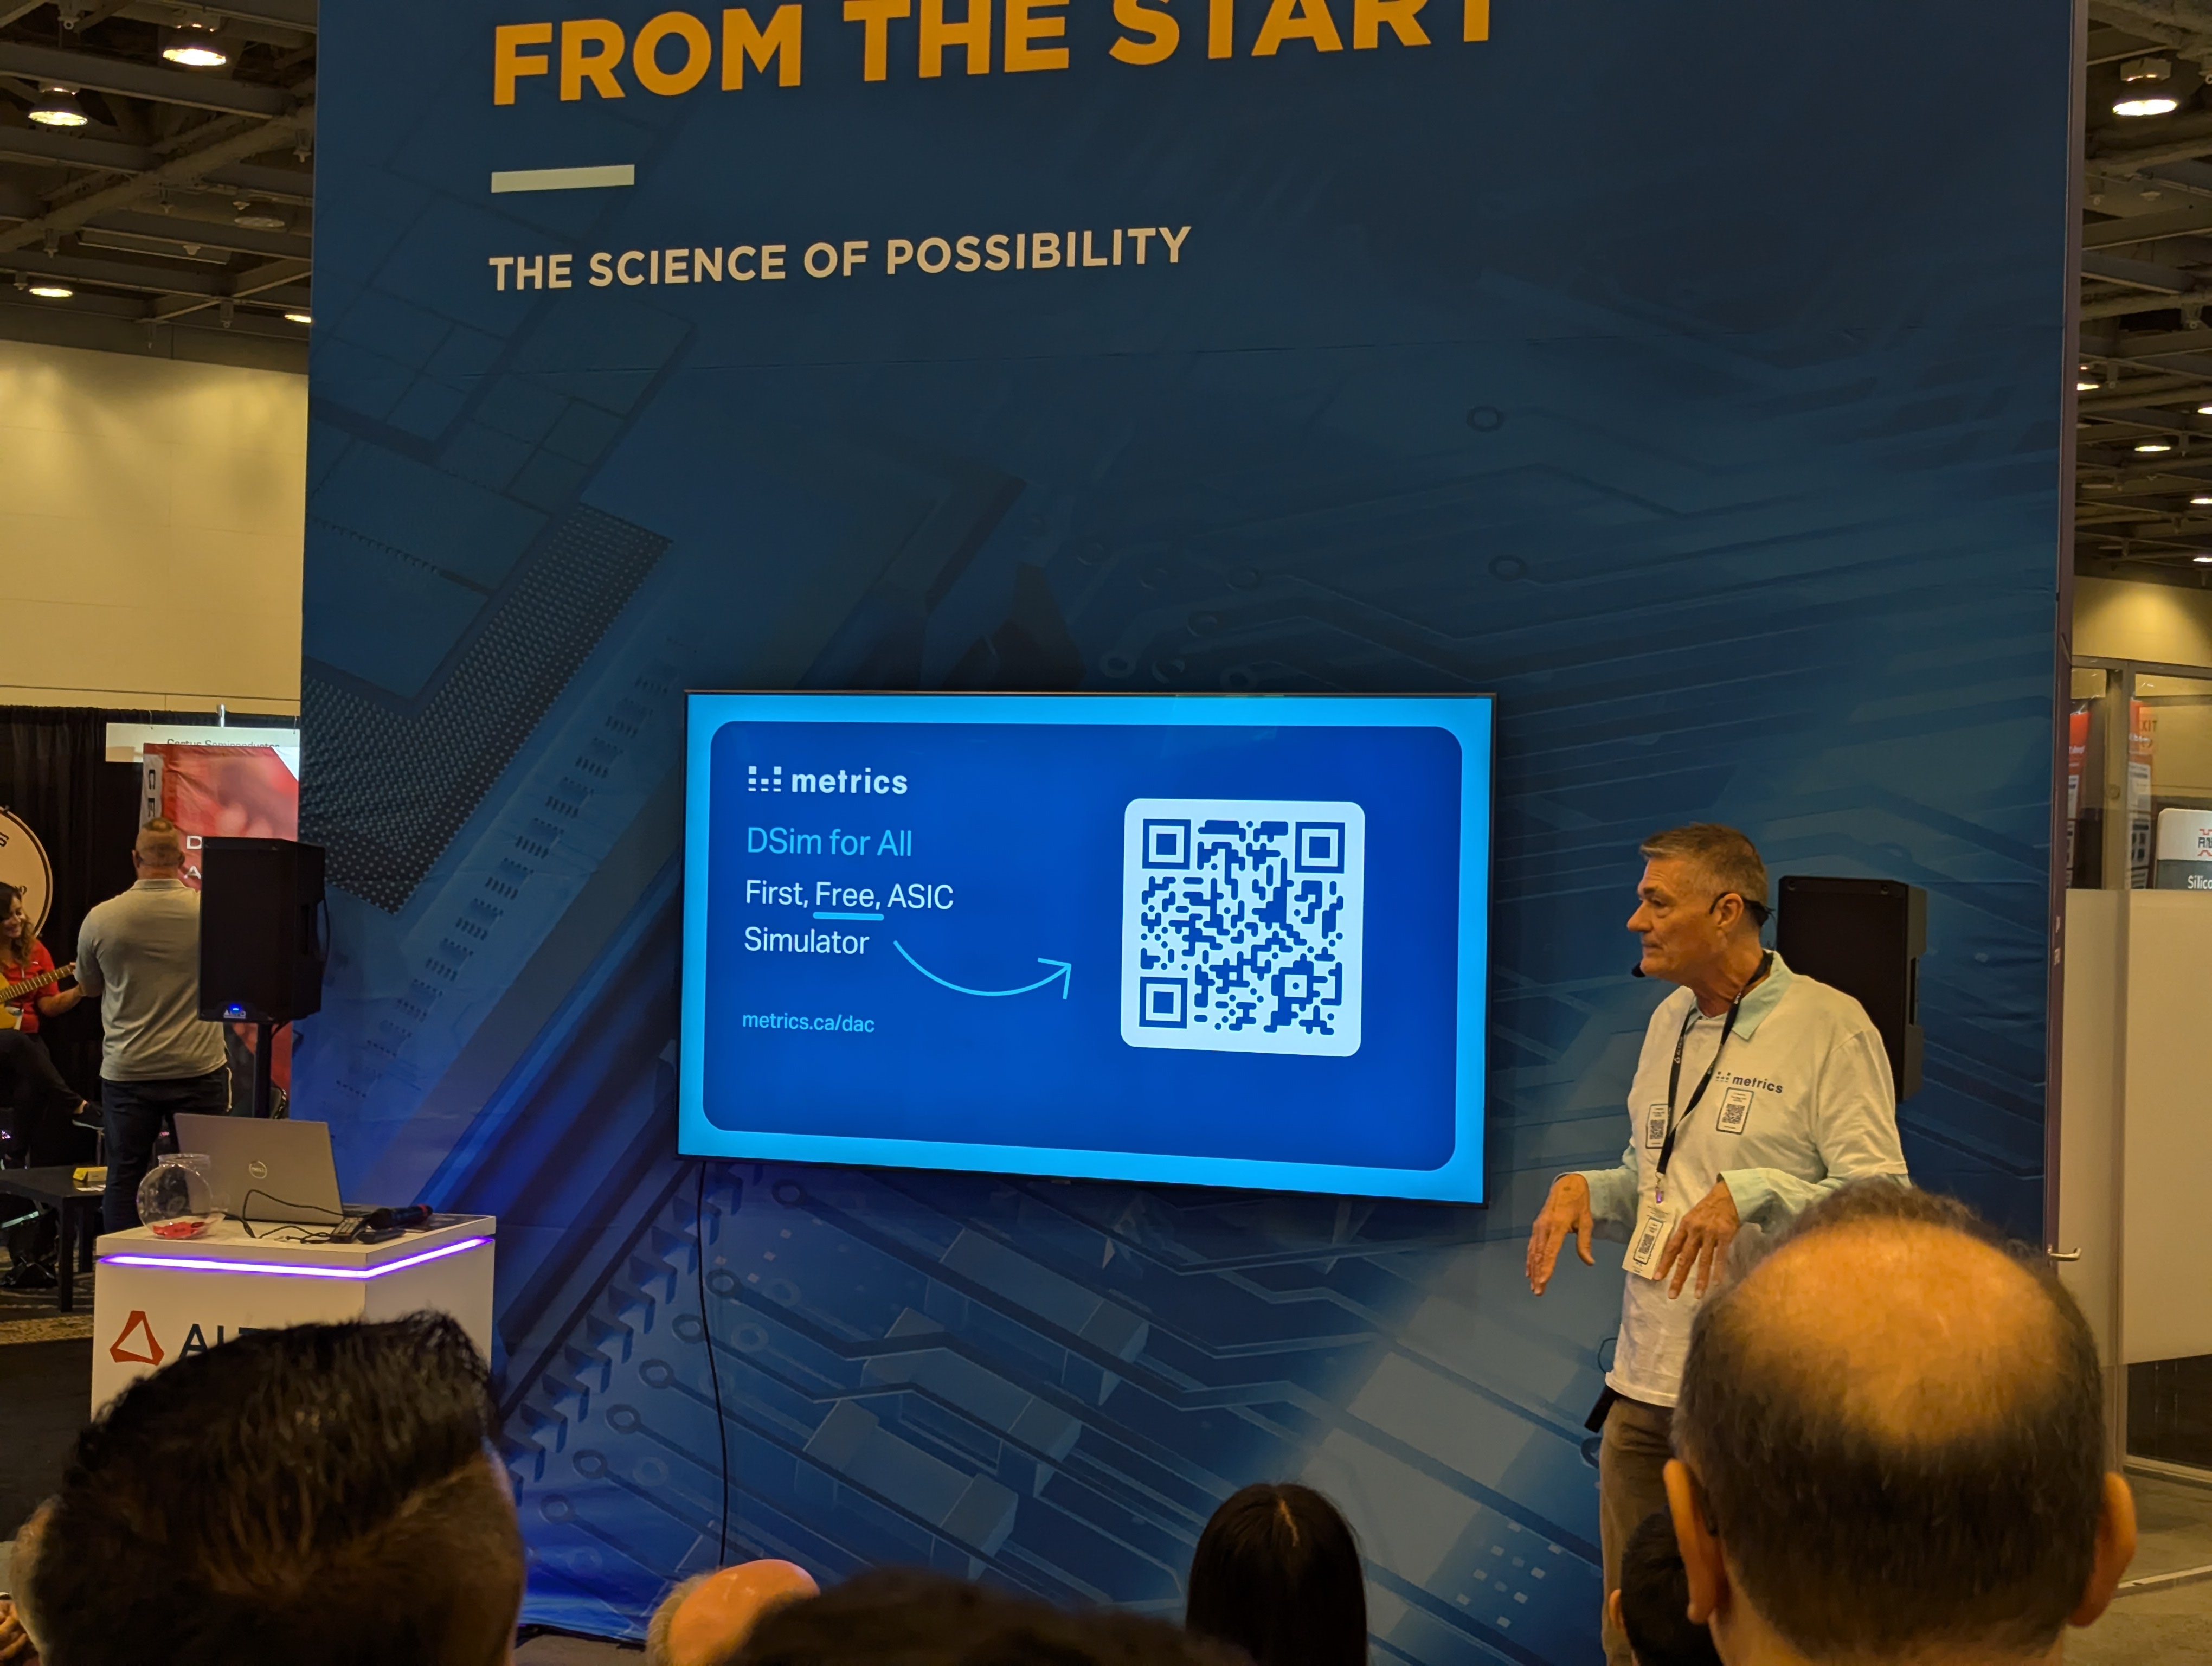 FROM THE START
THE SCIENCE OF POSSIBILITY
metrics
DSim for All
First, Free, ASIC
Simulator
metrics.ca/dac
metrics
DELL